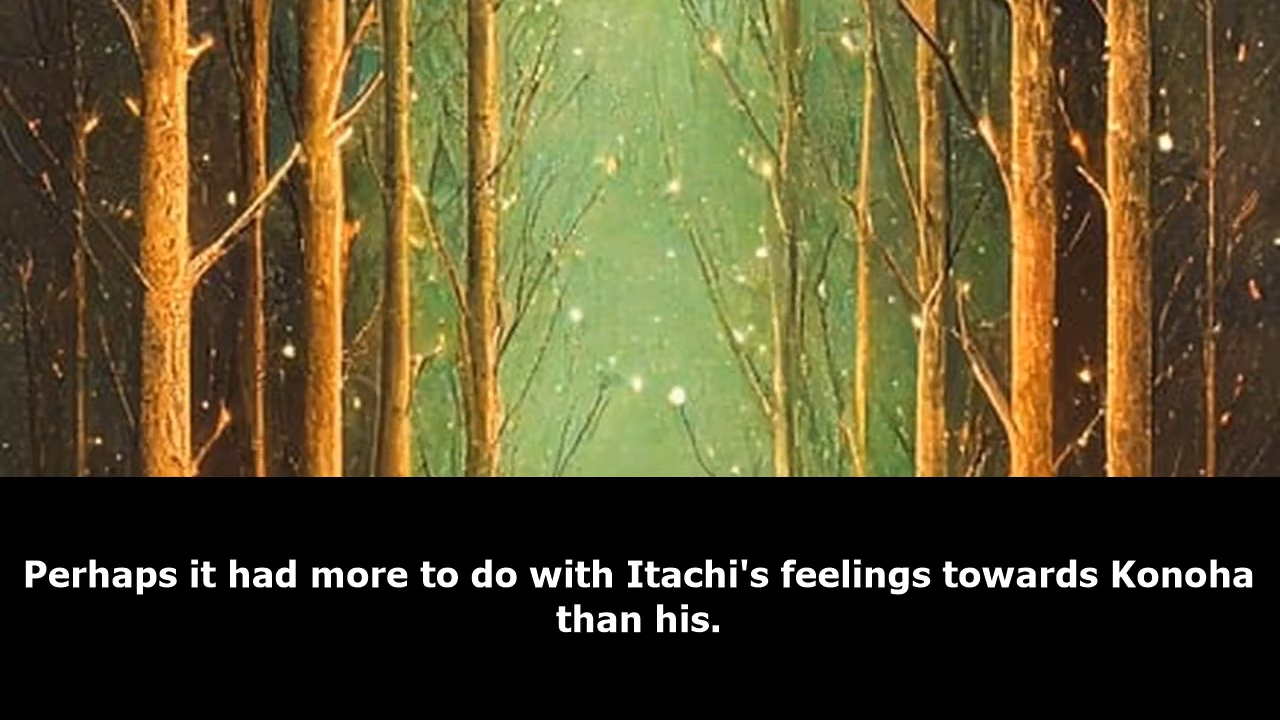 Perhaps it had more to do with Itachi's feelings towards Konoha
than his.